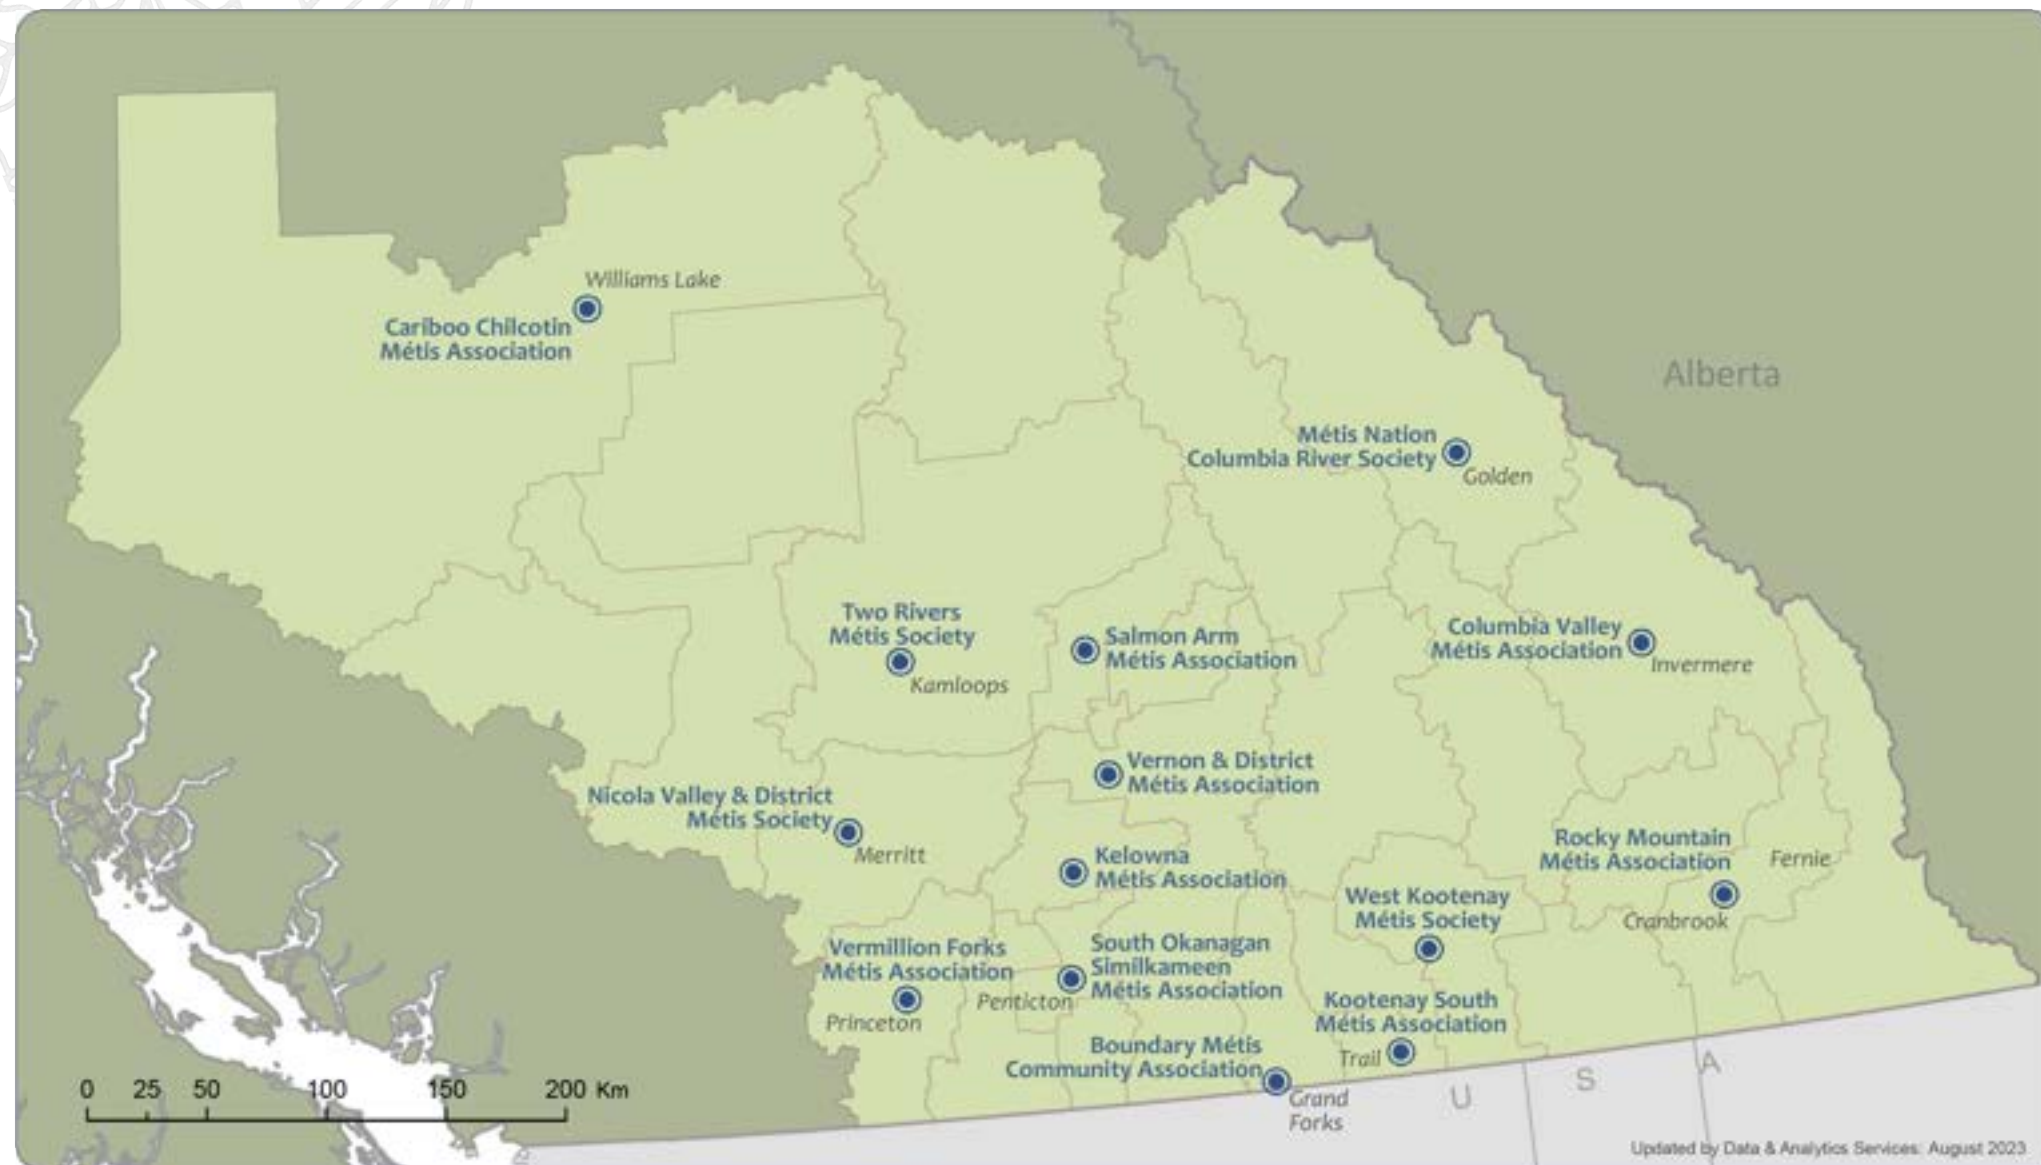 Williams Lake
Cariboo Chilcotin
Métis Association
Alberta
Métis Nation
Columbia River Society
Golden
Two Rivers
Métis Society
Kamloops
Salmon Arm
Métis Association
Columbia Valley
Métis Association
Invermere
Vernon & District
Métis Association
Nicola Valley & District
Métis Society
Merritt
Kelowna
Métis Association
Rocky Mountain
Métis Association
Fernie
Cranbrook
West Kootenay
Métis Society
Vermillion Forks
Métis Association
Princeton
South Okanagan
Similkameen
Métis Association
Penticton
Kootenay South
Métis Association
Trail
Boundary Métis
Community Association
Grand
Forks
U S A
0 25 50 100 150 200 Km
Updated by Data & Analytics Services: August 2023